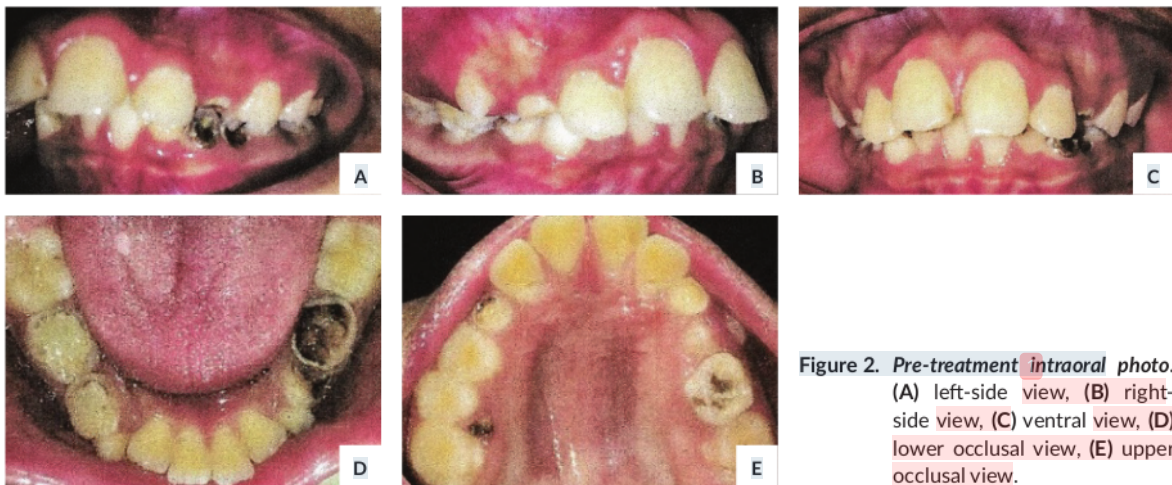 A
B
C
D
E
Figure 2. Pre-treatment intraoral photo.
(A) left-side view, (B) right-
side view, (C) ventral view, (D)
lower occlusal view, (E) upper
occlusal view.